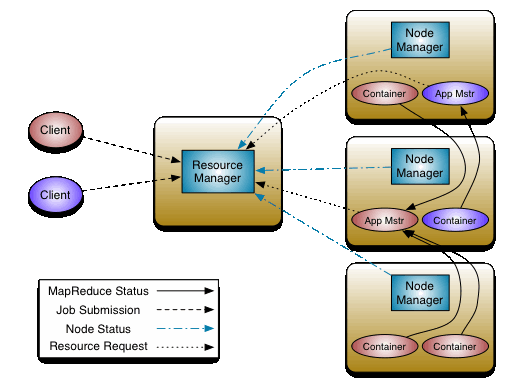 Node
Manager
Container
App Mstr
Client
Resource
Manager
Client
Node
Manager
App Mstr
Container
Node
Manager
Container
Container
MapReduce Status
Job Submission
Node Status
Resource Request